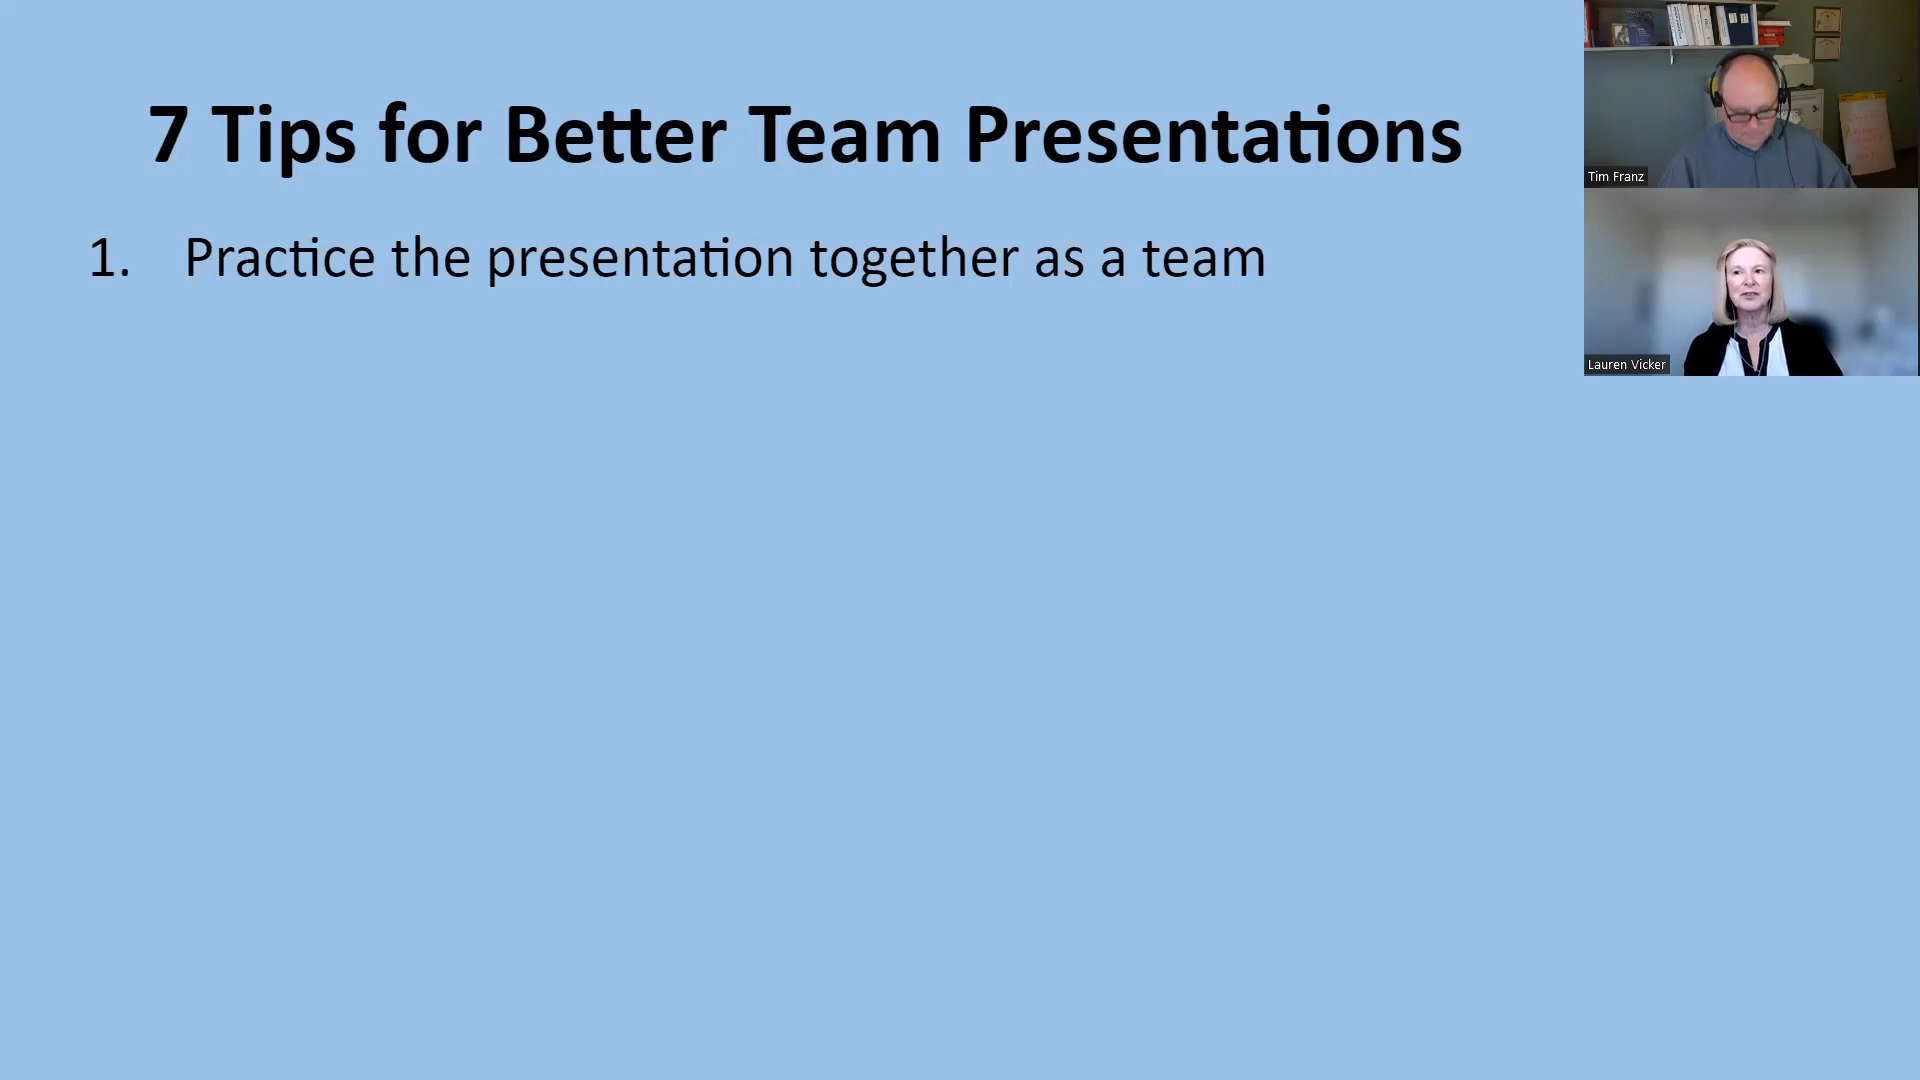 7 Tips for Better Team Presentations
1. Practice the presentation together as a team
Tim Franz
Lauren Vicker